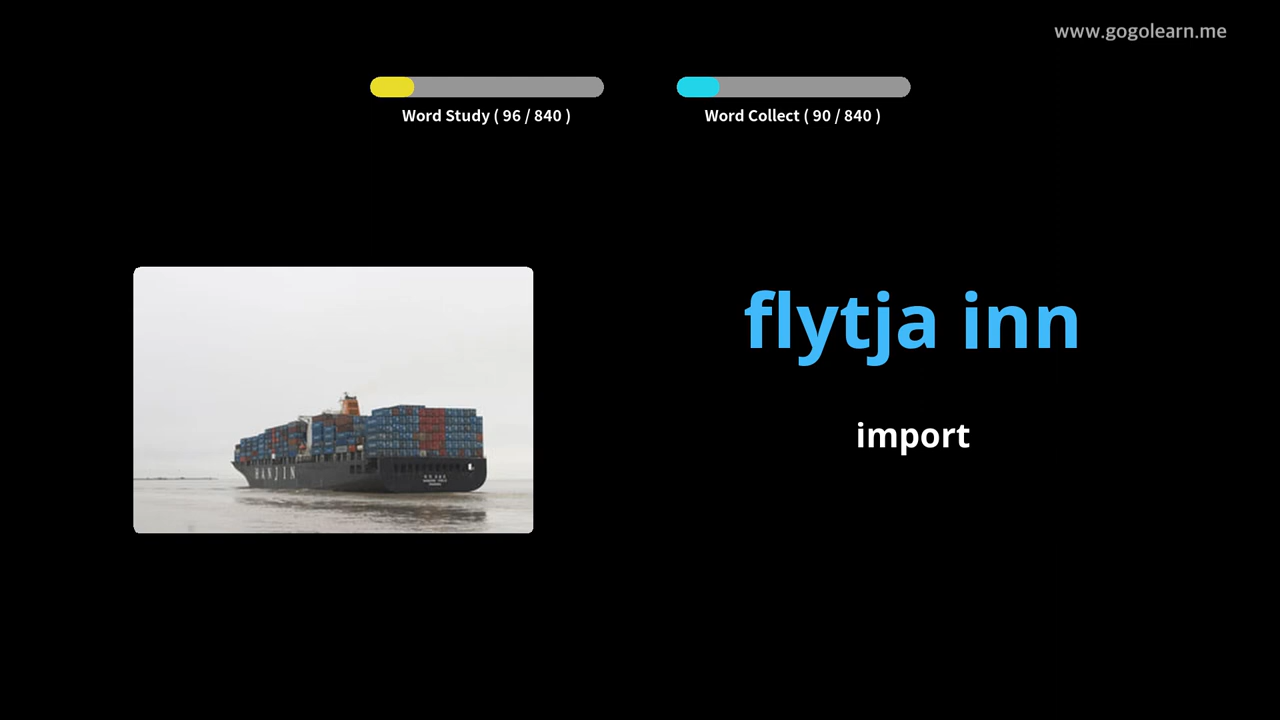 www.gogolearn.me
Word Study ( 96 / 840 )
Word Collect ( 90 / 840 )
flytja inn
import
HANJIN